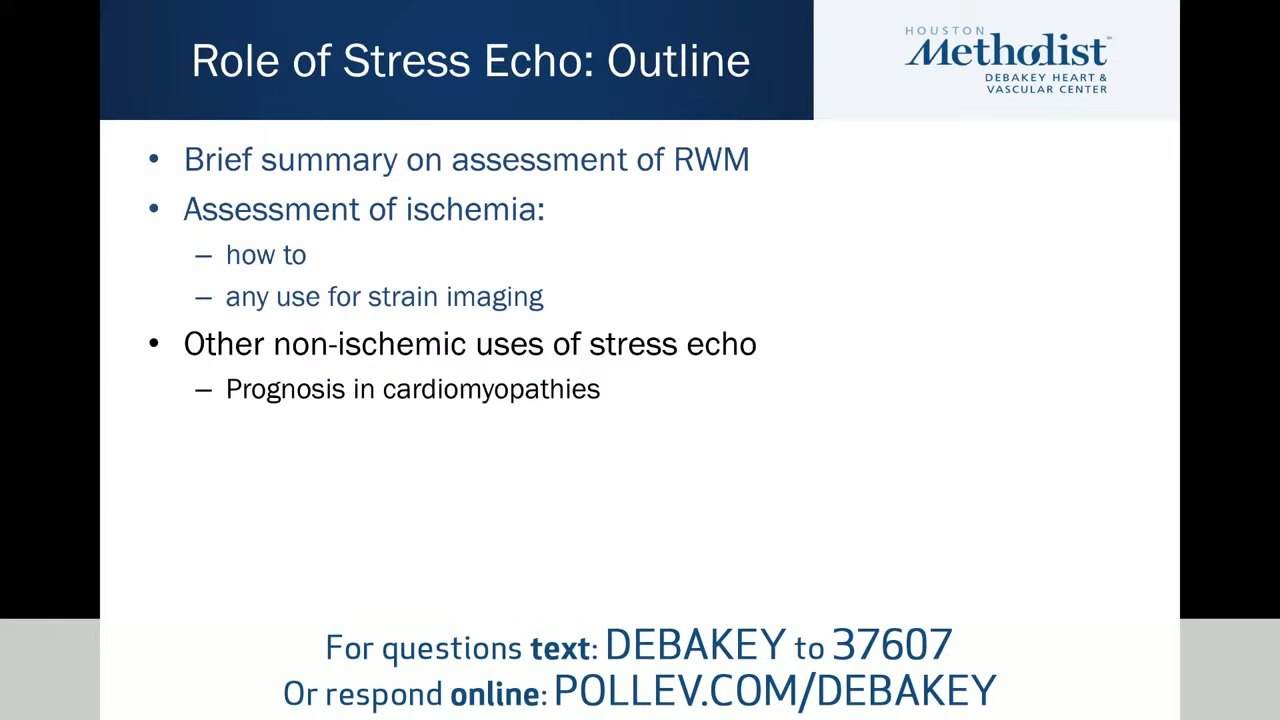 Role of Stress Echo: Outline
HOUSTON
Methodist
DEBAKEY HEART &
VASCULAR CENTER
• Brief summary on assessment of RWM
• Assessment of ischemia:
– how to
– any use for strain imaging
• Other non-ischemic uses of stress echo
– Prognosis in cardiomyopathies
For questions text: DEBAKEY to 37607
Or respond online: POLLEV.COM/DEBAKEY